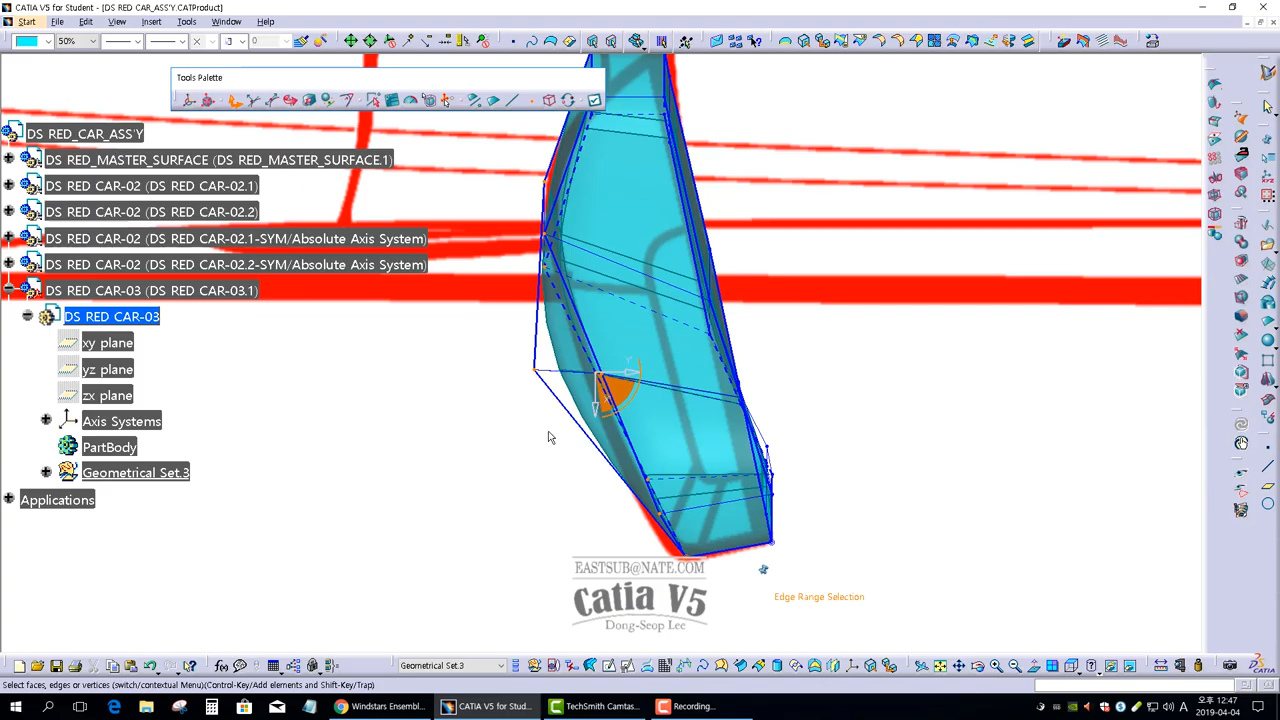 CATIA V5 for Student - [DS RED CAR_ASS'Y.CATProduct]
Start File Edit View Insert Tools Window Help
50%
3
0
Tools Palette
DS RED_CAR_ASS'Y
DS RED_MASTER_SURFACE (DS RED_MASTER_SURFACE.1)
DS RED CAR-02 (DS RED CAR-02.1)
DS RED CAR-02 (DS RED CAR-02.2)
DS RED CAR-02 (DS RED CAR-02.1-SYM/Absolute Axis System)
DS RED CAR-02 (DS RED CAR-02.2-SYM/Absolute Axis System)
DS RED CAR-03 (DS RED CAR-03.1)
DS RED CAR-03
xy plane
yz plane
zx plane
Axis Systems
PartBody
Geometrical Set.3
Applications
EASTSUB@NATE.COM
Catia V5
Dong-Seop Lee
Edge Range Selection
Geometrical Set.3
CATIA
Select faces, edges or vertices (switch/contextual Menu)(Control-Key/Add elements and Shift-Key/Trap)
Windstars Ensembl...
CATIA V5 for Stud...
TechSmith Camtas...
Recording...
A
오후 12:47
2019-04-04